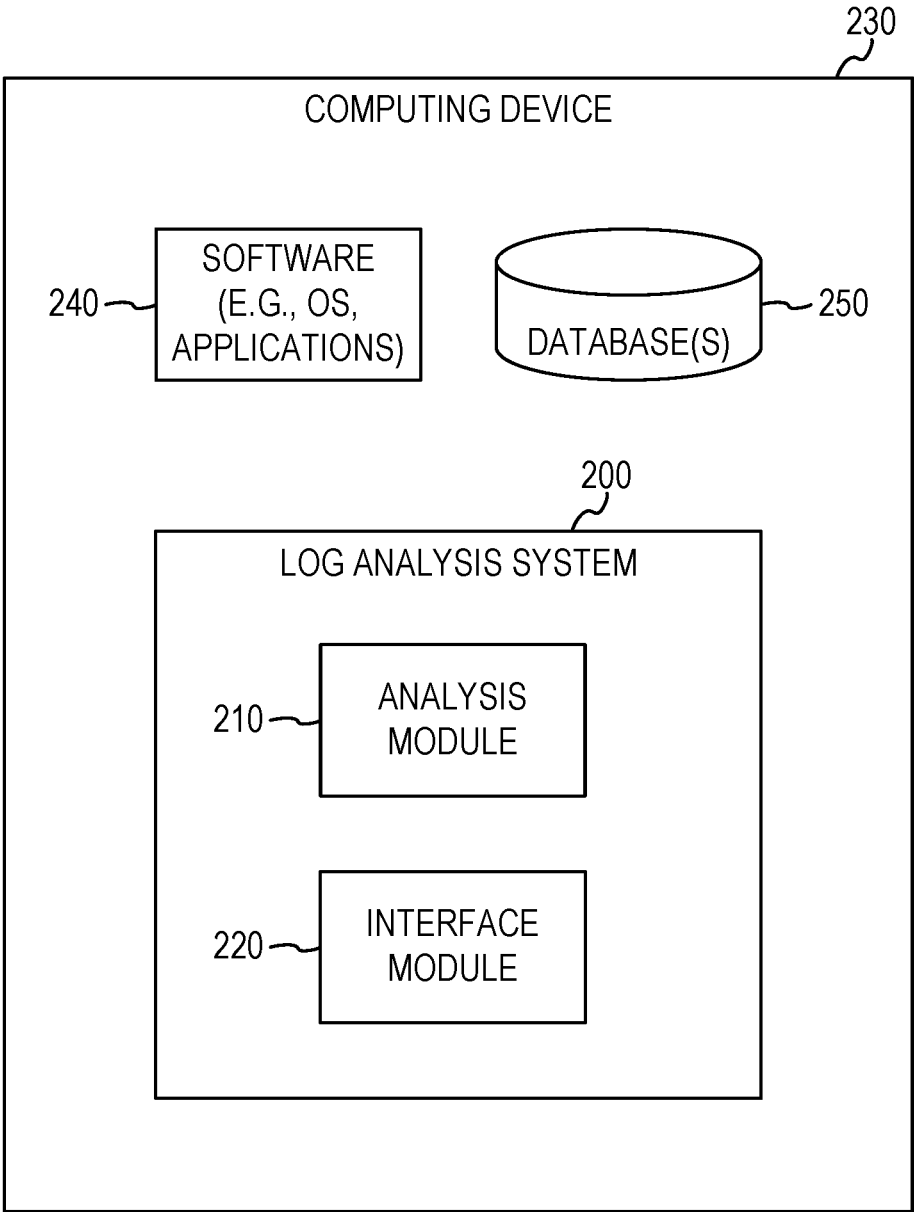 230
COMPUTING DEVICE
SOFTWARE
(E.G., OS,
APPLICATIONS)
240
DATABASE(S)
250
200
LOG ANALYSIS SYSTEM
ANALYSIS
MODULE
210
INTERFACE
MODULE
220